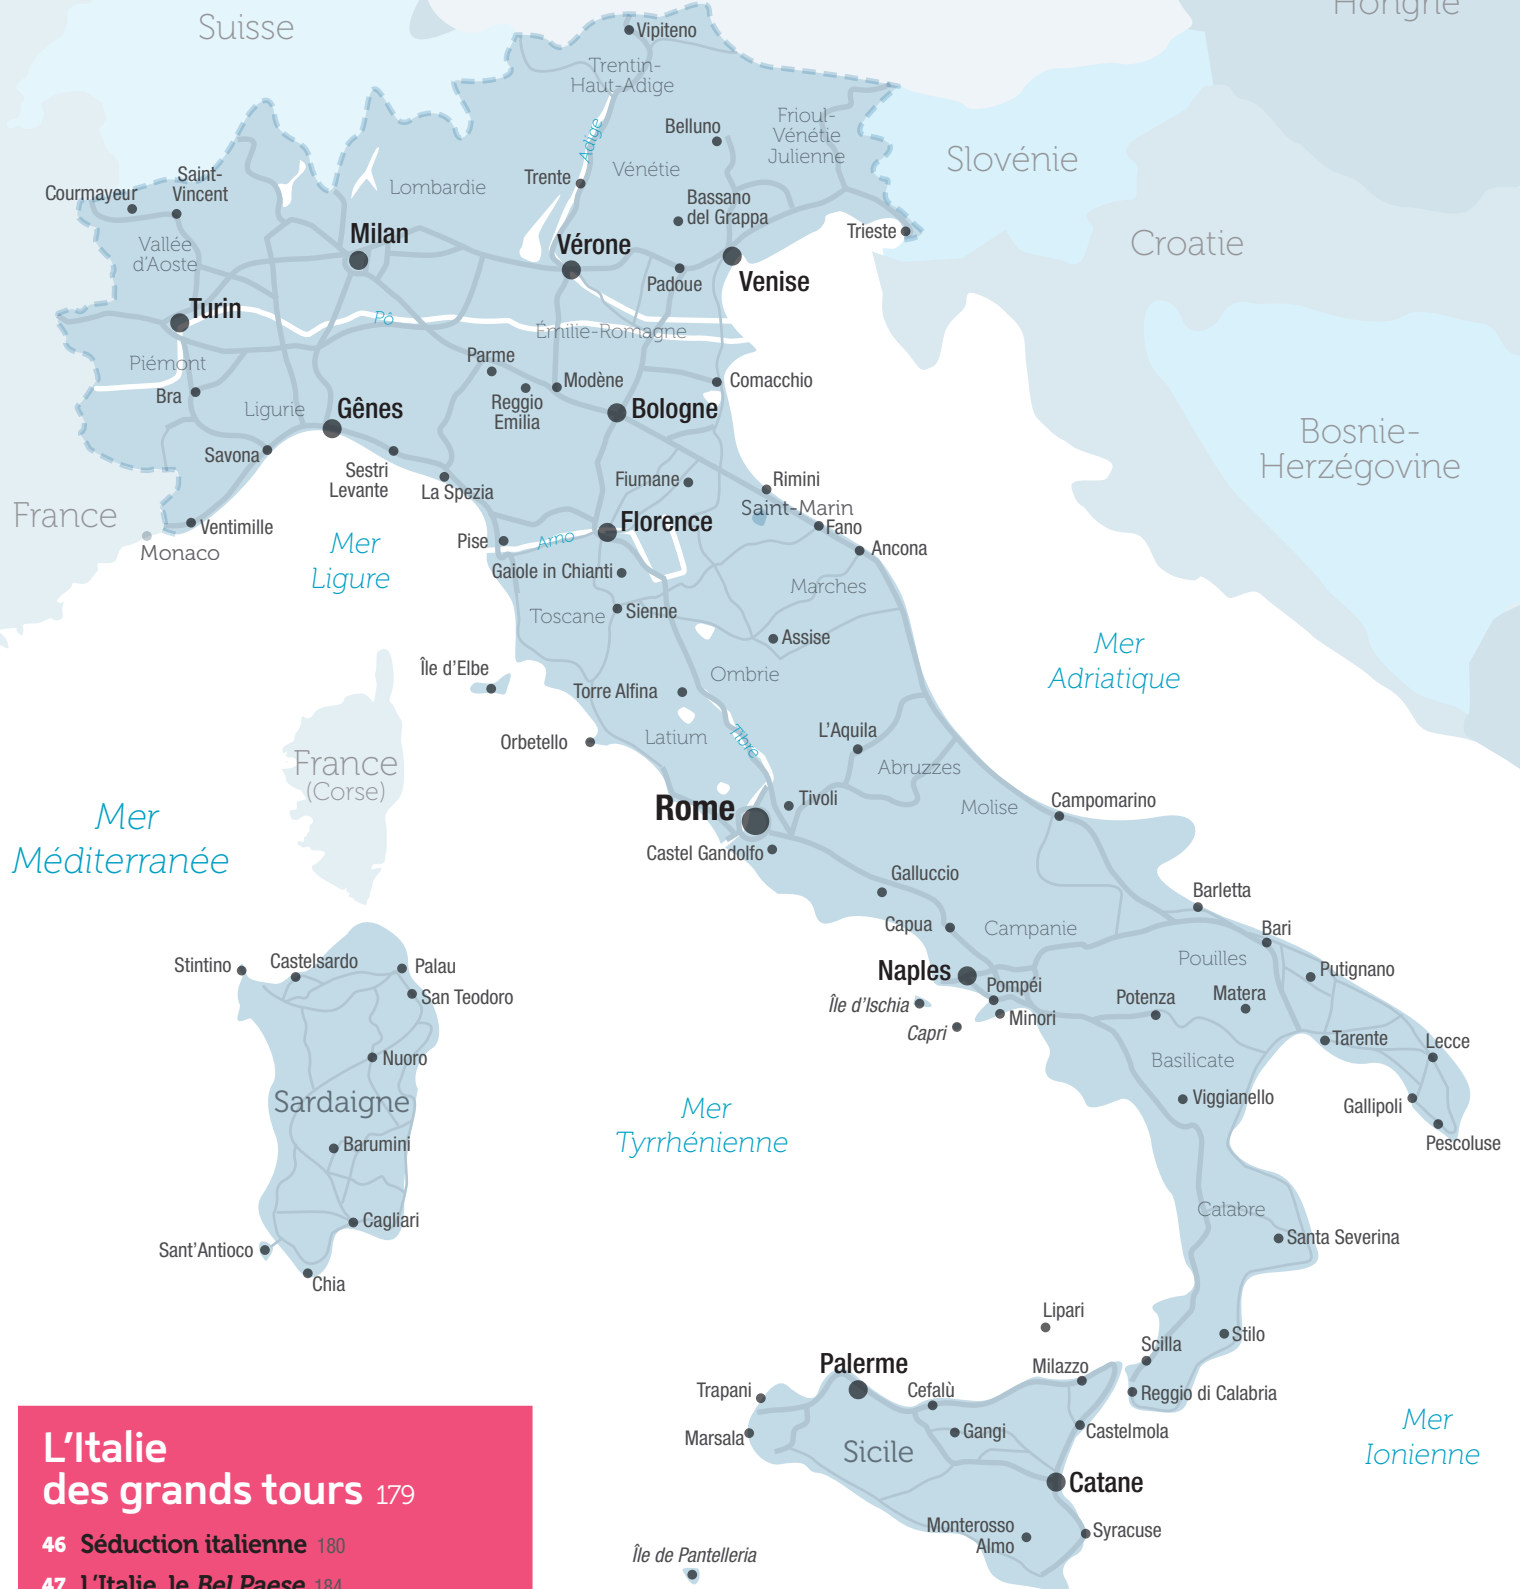 Suisse
Hongrie
Vipiteno
Trentin-
Haut-Adige
Frioul-
Vénétie
Julienne
Belluno
Adige
Slovénie
Vénétie
Trente
Lombardie
Saint-
Vincent
Courmayeur
Bassano
del Grappa
Trieste
Croatie
Milan
Vérone
Vallée
d'Aoste
Padoue
Venise
Turin
Pô
Émilie-Romagne
Piémont
Parme
Modène
Comacchio
Bra
Reggio
Emilia
Ligurie
Gênes
Bologne
Bosnie-
Herzégovine
Savona
Sestri
Levante
La Spezia
Fiumane
Rimini
Saint-Marin
France
Ventimille
Monaco
Florence
Fano
Pise
Arno
Ancona
Mer
Ligure
Gaiole in Chianti
Marches
Toscane
Sienne
Assise
Mer
Adriatique
Île d'Elbe
Ombrie
Torre Alfina
Orbetello
Latium
Tibre
L'Aquila
Abruzzes
France
(Corse)
Mer
Méditerranée
Rome
Tivoli
Molise
Campomarino
Castel Gandolfo
Galluccio
Barletta
Capua
Campanie
Bari
Pouilles
Stintino
Castelsardo
Palau
San Teodoro
Naples
Pompéi
Putignano
Île d'Ischia
Minori
Potenza
Matera
Capri
Tarente
Lecce
Nuoro
Basilicate
Sardaigne
Viggianello
Gallipoli
Mer
Tyrrhénienne
Pescoluse
Barumini
Calabre
Cagliari
Santa Severina
Sant'Antioco
Chia
Lipari
Stilo
Scilla
Palerme
Milazzo
Trapani
Cefalù
Reggio di Calabria
Marsala
Gangi
Castelmola
Mer
Ionienne
Sicile
Catane
Monterosso
Almo
Syracuse
Île de Pantelleria
L'Italie
des grands tours 179
46 Séduction italienne 180
47 L'Italie, le Bel Paese 184